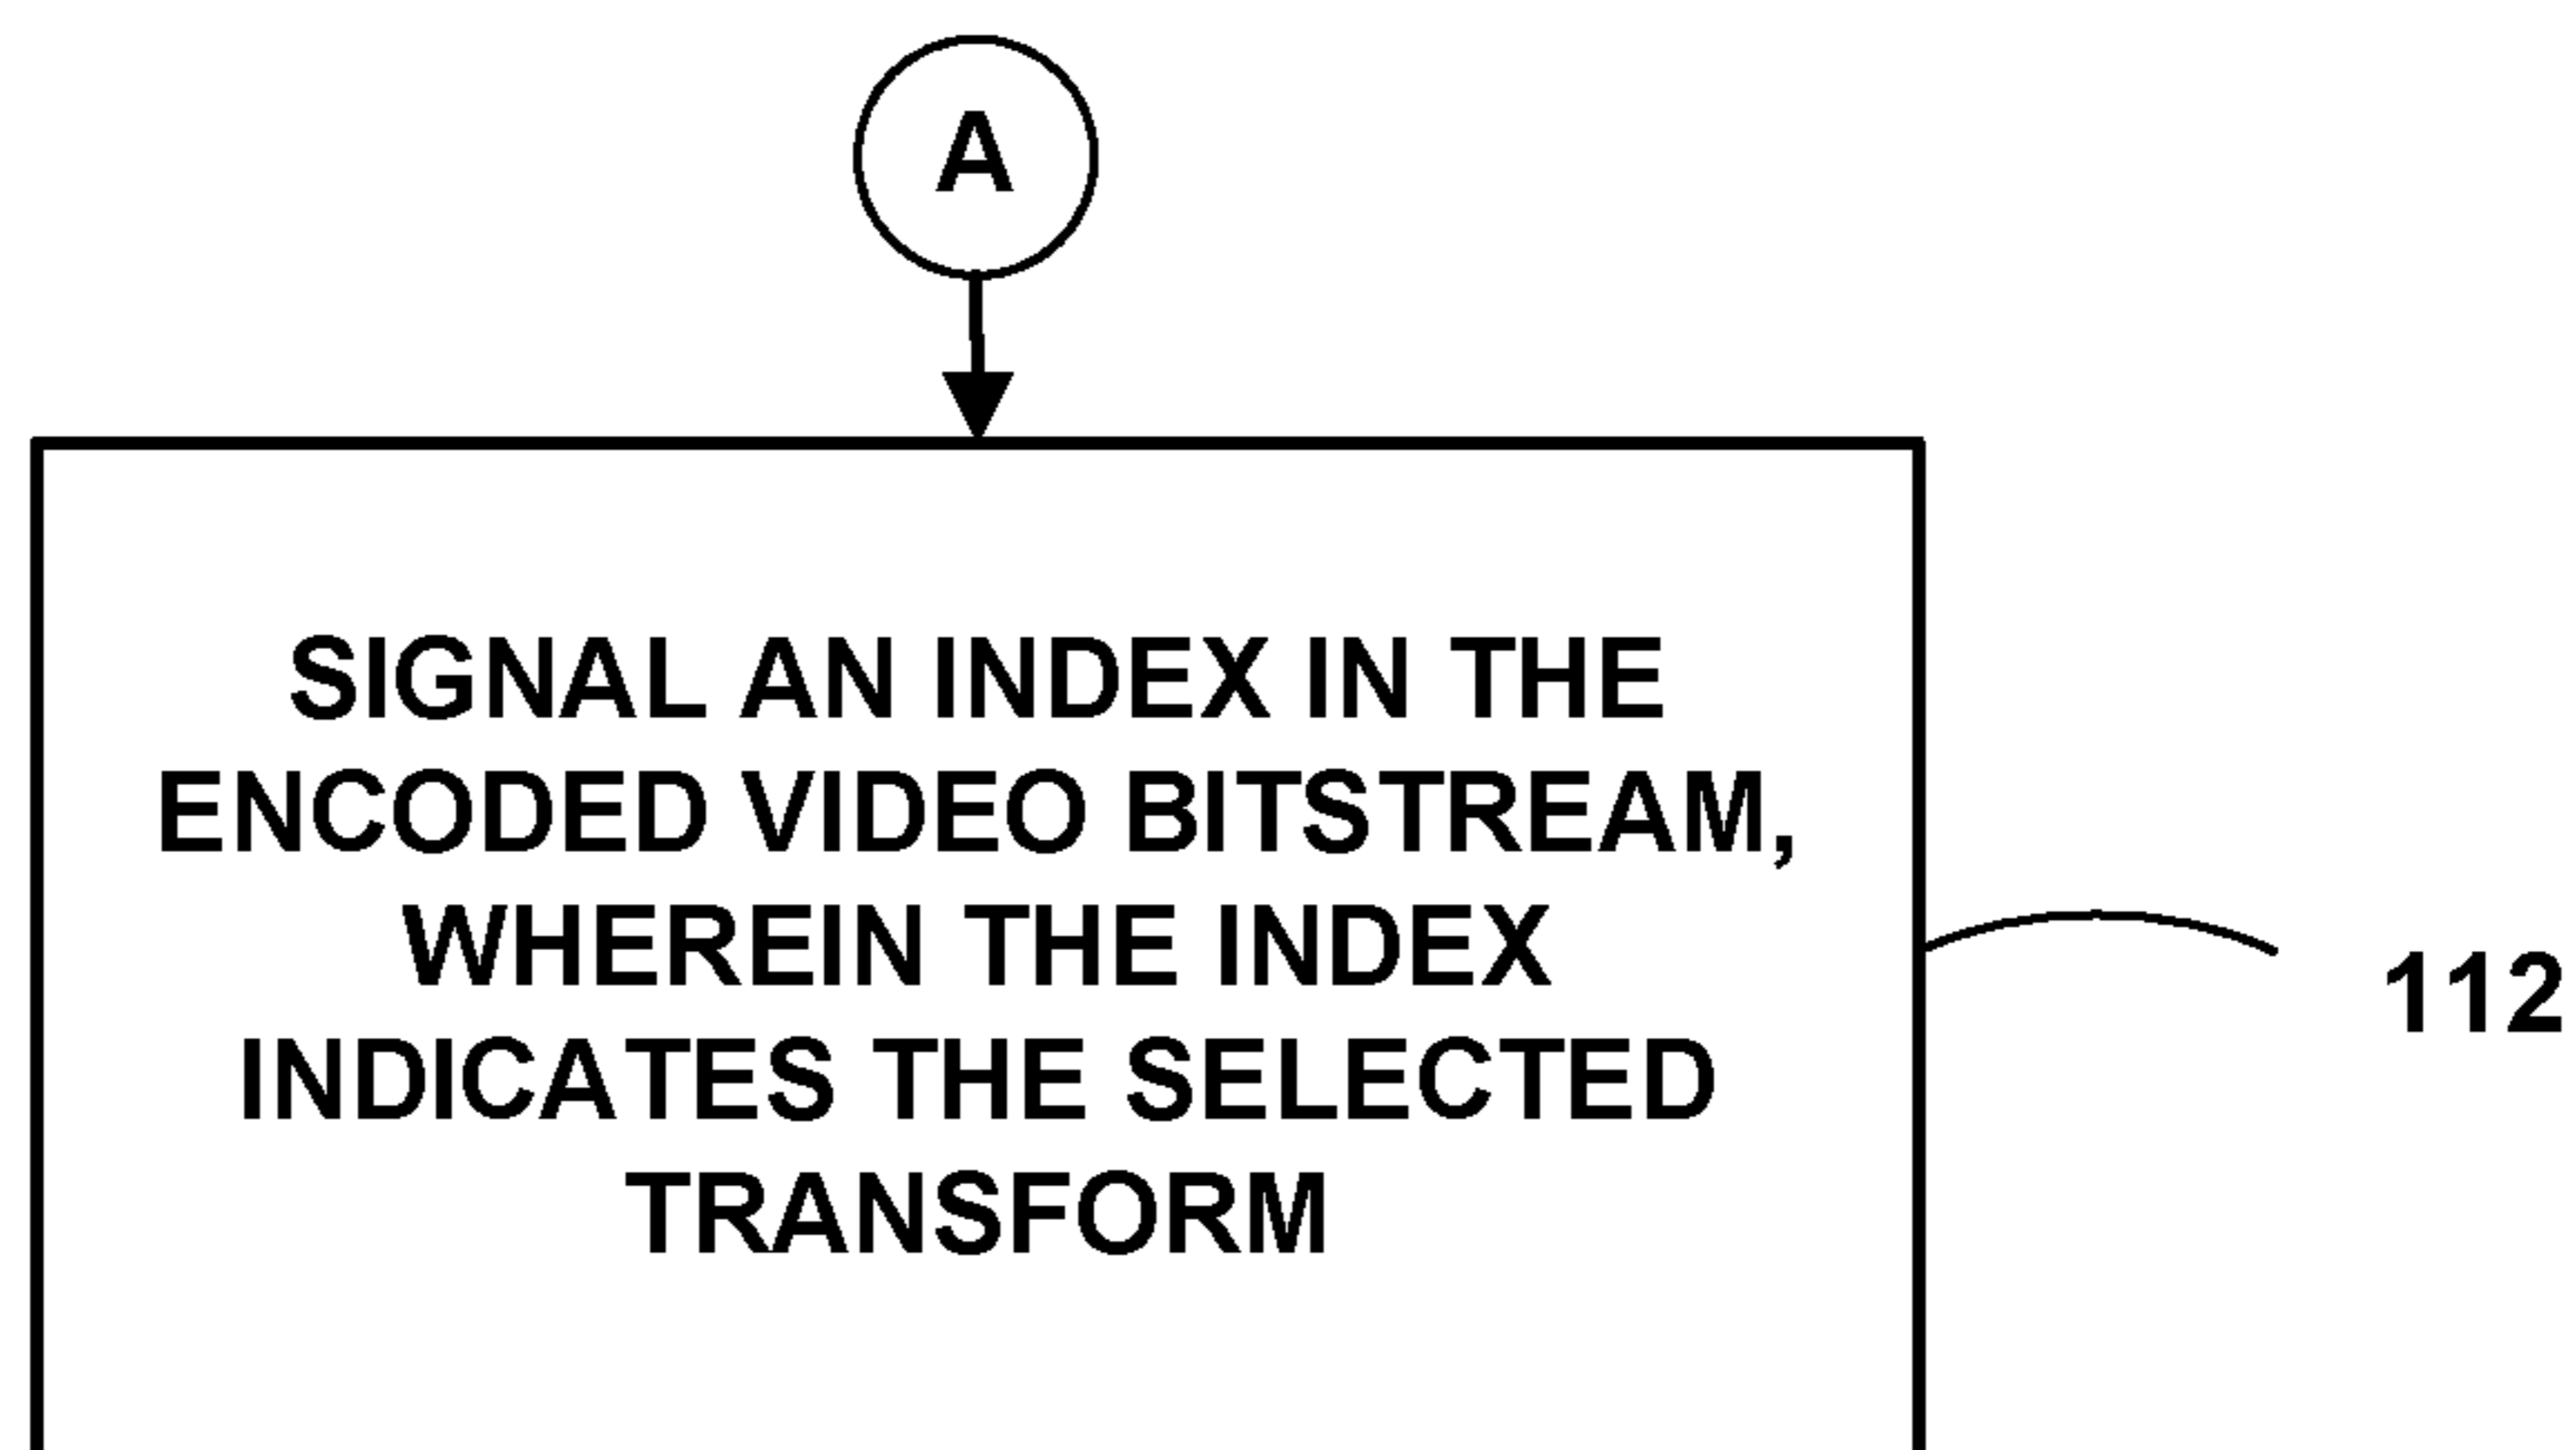 A
SIGNAL AN INDEX IN THE
ENCODED VIDEO BITSTREAM,
WHEREIN THE INDEX
INDICATES THE SELECTED
TRANSFORM
112